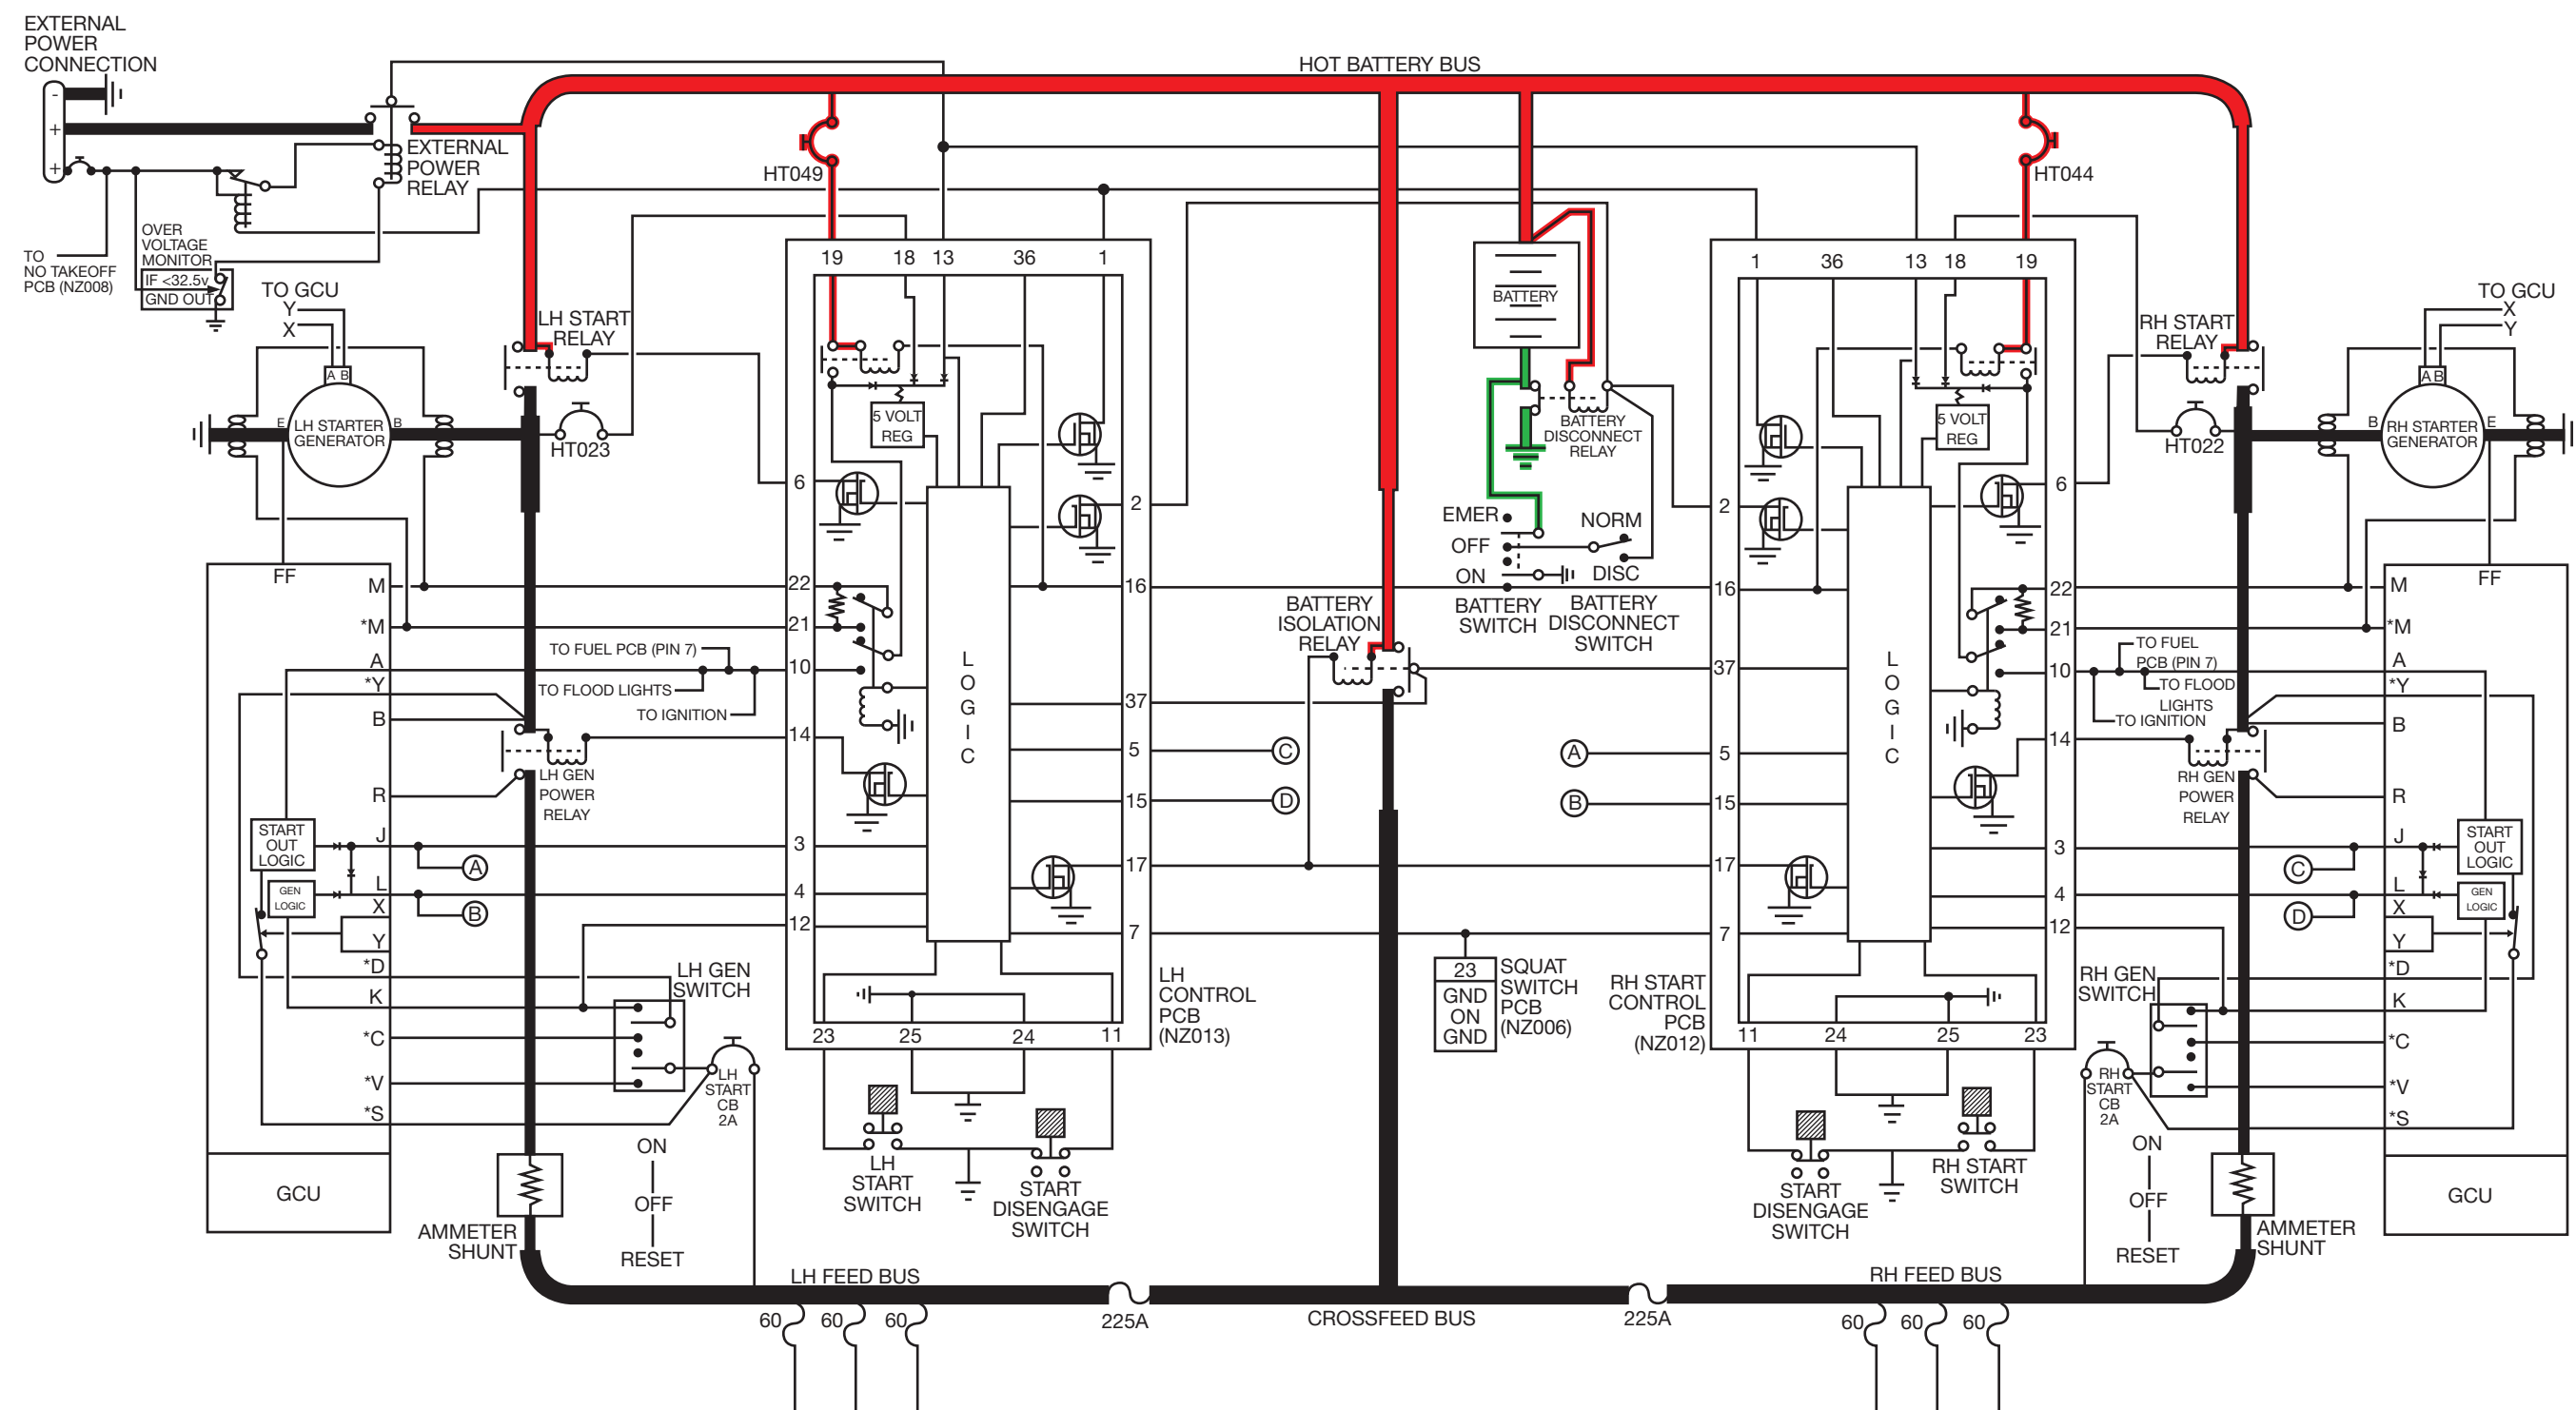 EXTERNAL
POWER
CONNECTION
-
+
+
HOT BATTERY BUS
EXTERNAL
POWER
RELAY
HT049
HT044
TO
NO TAKEOFF
PCB (NZ008)
OVER
VOLTAGE
MONITOR
IF <32.5v
GND OUT
TO GCU
Y
X
A B
E
LH STARTER
GENERATOR
B
LH START
RELAY
HT023
19
18
13
36
1
5 VOLT
REG
6
2
22
16
21
10
37
14
5
15
3
17
4
12
7
L
O
G
I
C
23
25
24
11
LH
CONTROL
PCB
(NZ013)
LH
START
SWITCH
START
DISENGAGE
SWITCH
FF
M
*M
A
*Y
B
R
J
L
X
Y
*D
K
*C
*V
*S
START
OUT
LOGIC
GEN
LOGIC
GCU
TO FUEL PCB (PIN 7)
TO FLOOD LIGHTS
TO IGNITION
LH GEN
POWER
RELAY
A
B
C
D
LH GEN
SWITCH
LH
START
CB
2A
ON
OFF
RESET
AMMETER
SHUNT
LH FEED BUS
60
60
60
225A
BATTERY
BATTERY
DISCONNECT
RELAY
EMER
OFF
ON
NORM
DISC
BATTERY
SWITCH
BATTERY
DISCONNECT
SWITCH
BATTERY
ISOLATION
RELAY
A
B
23
GND
ON
GND
SQUAT
SWITCH
PCB
(NZ006)
CROSSFEED BUS
225A
RH FEED BUS
60
60
60
1
36
13
18
19
5 VOLT
REG
2
6
16
22
21
37
10
14
5
15
3
17
4
12
7
L
O
G
I
C
11
24
25
23
RH START
CONTROL
PCB
(NZ012)
START
DISENGAGE
SWITCH
RH START
SWITCH
RH START
RELAY
HT022
TO GCU
X
Y
A B
B
RH STARTER
GENERATOR
E
FF
M
*M
A
*Y
B
R
J
L
X
Y
*D
K
*C
*V
*S
START
OUT
LOGIC
GEN
LOGIC
GCU
TO FUEL
PCB (PIN 7)
TO FLOOD
LIGHTS
TO IGNITION
RH GEN
POWER
RELAY
C
D
RH GEN
SWITCH
RH
START
CB
2A
ON
OFF
RESET
AMMETER
SHUNT